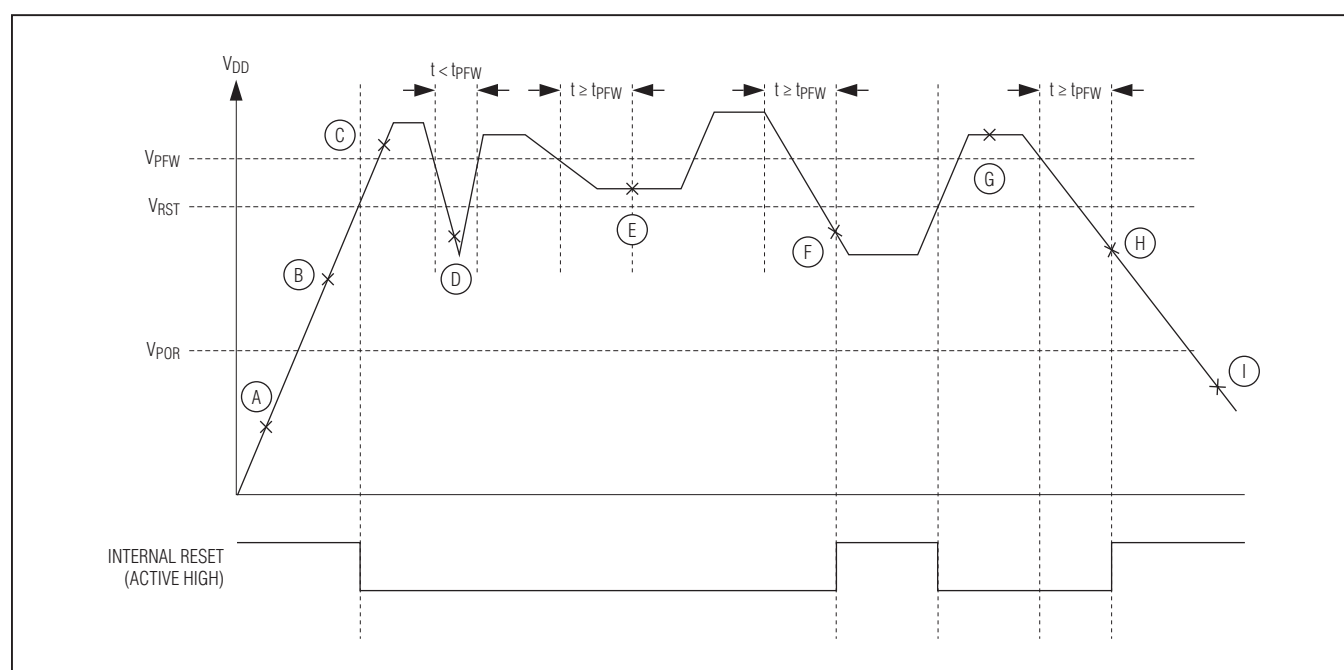 VDD
t < tPFW
t ≥ tPFW
t ≥ tPFW
t ≥ tPFW
C
VPFW
G
VRST
E
F
H
B
D
VPOR
I
A
INTERNAL RESET
(ACTIVE HIGH)